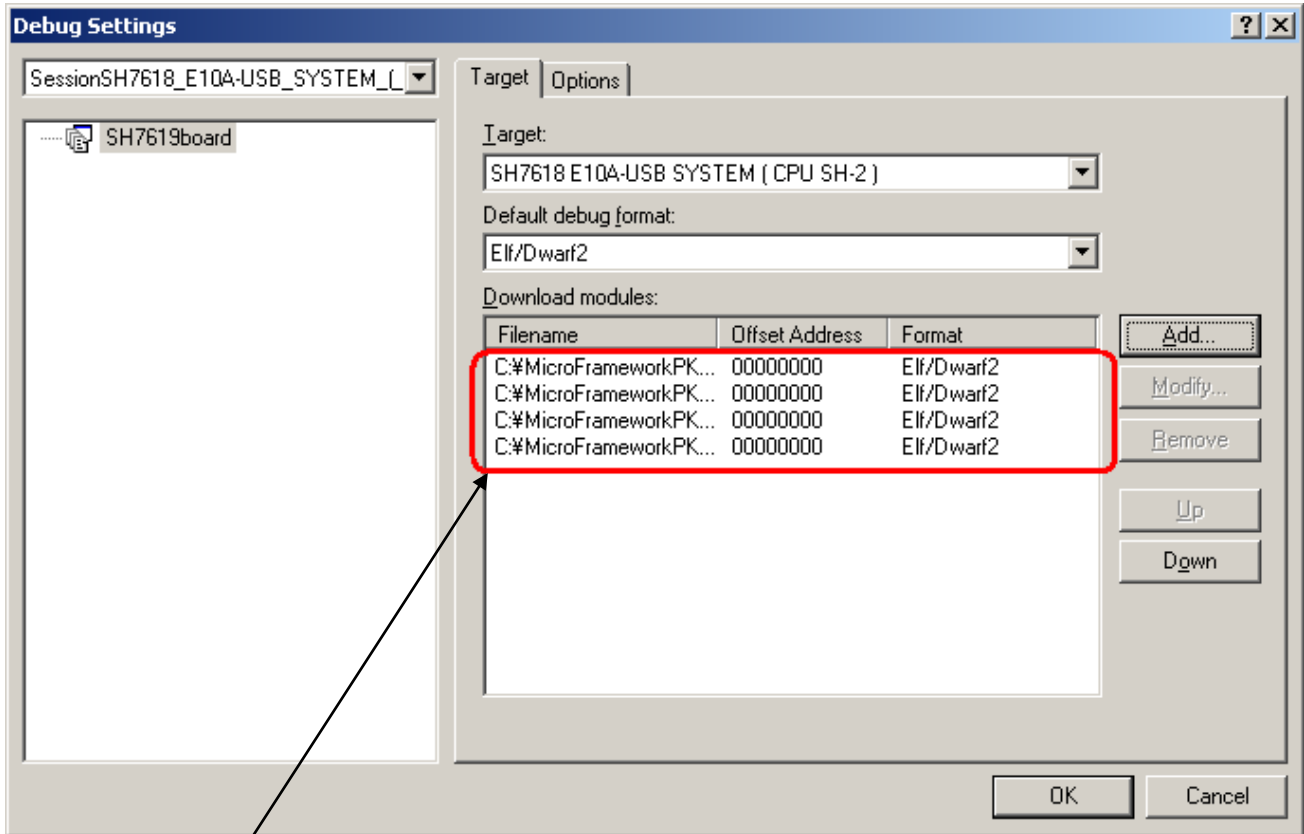 Debug Settings
SessionSH7618_E10A-USB_SYSTEM_(_
SH7619board
Target Options
Target:
SH7618 E10A-USB SYSTEM ( CPU SH-2 )
Default debug format:
Elf/Dwarf2
Download modules:
Filename Offset Address Format
C:¥MicroFrameworkPK... 00000000 Elf/Dwarf2
C:¥MicroFrameworkPK... 00000000 Elf/Dwarf2
C:¥MicroFrameworkPK... 00000000 Elf/Dwarf2
C:¥MicroFrameworkPK... 00000000 Elf/Dwarf2
Add...
Modify...
Remove
Up
Down
OK Cancel